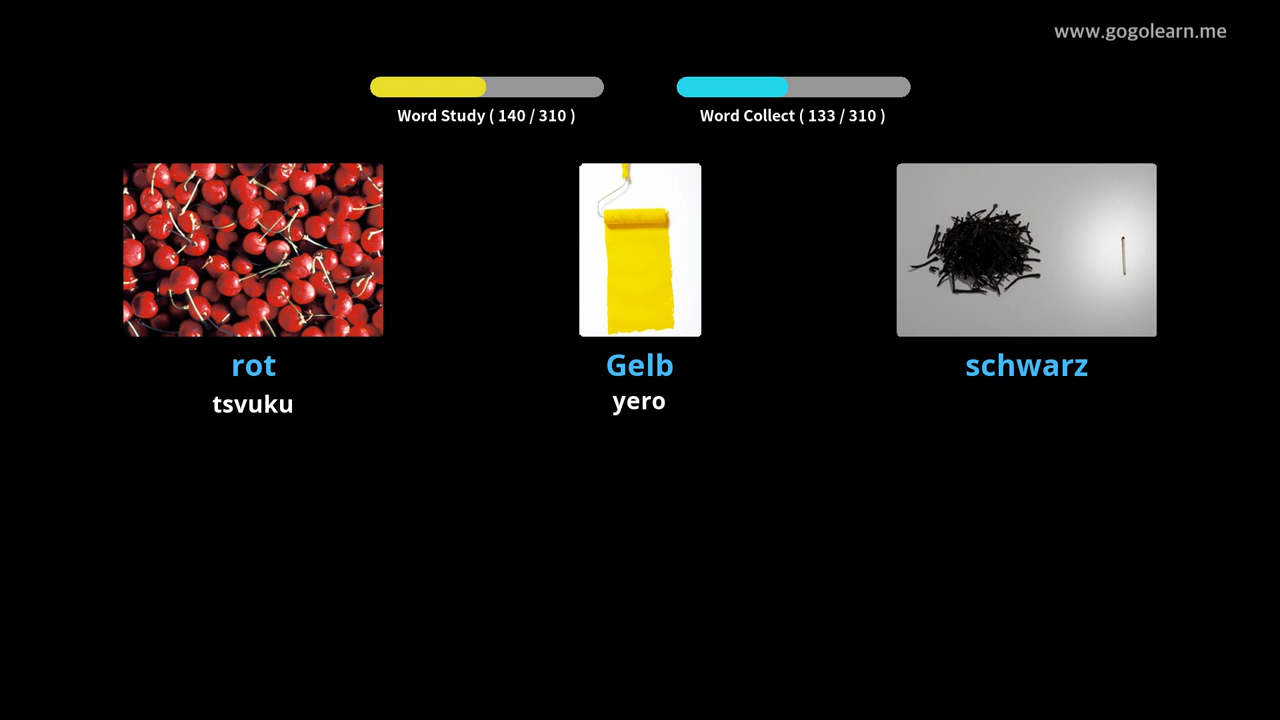 www.gogolearn.me
Word Study ( 140 / 310 )
Word Collect ( 133 / 310 )
rot
Gelb
schwarz
tsvuku
yero